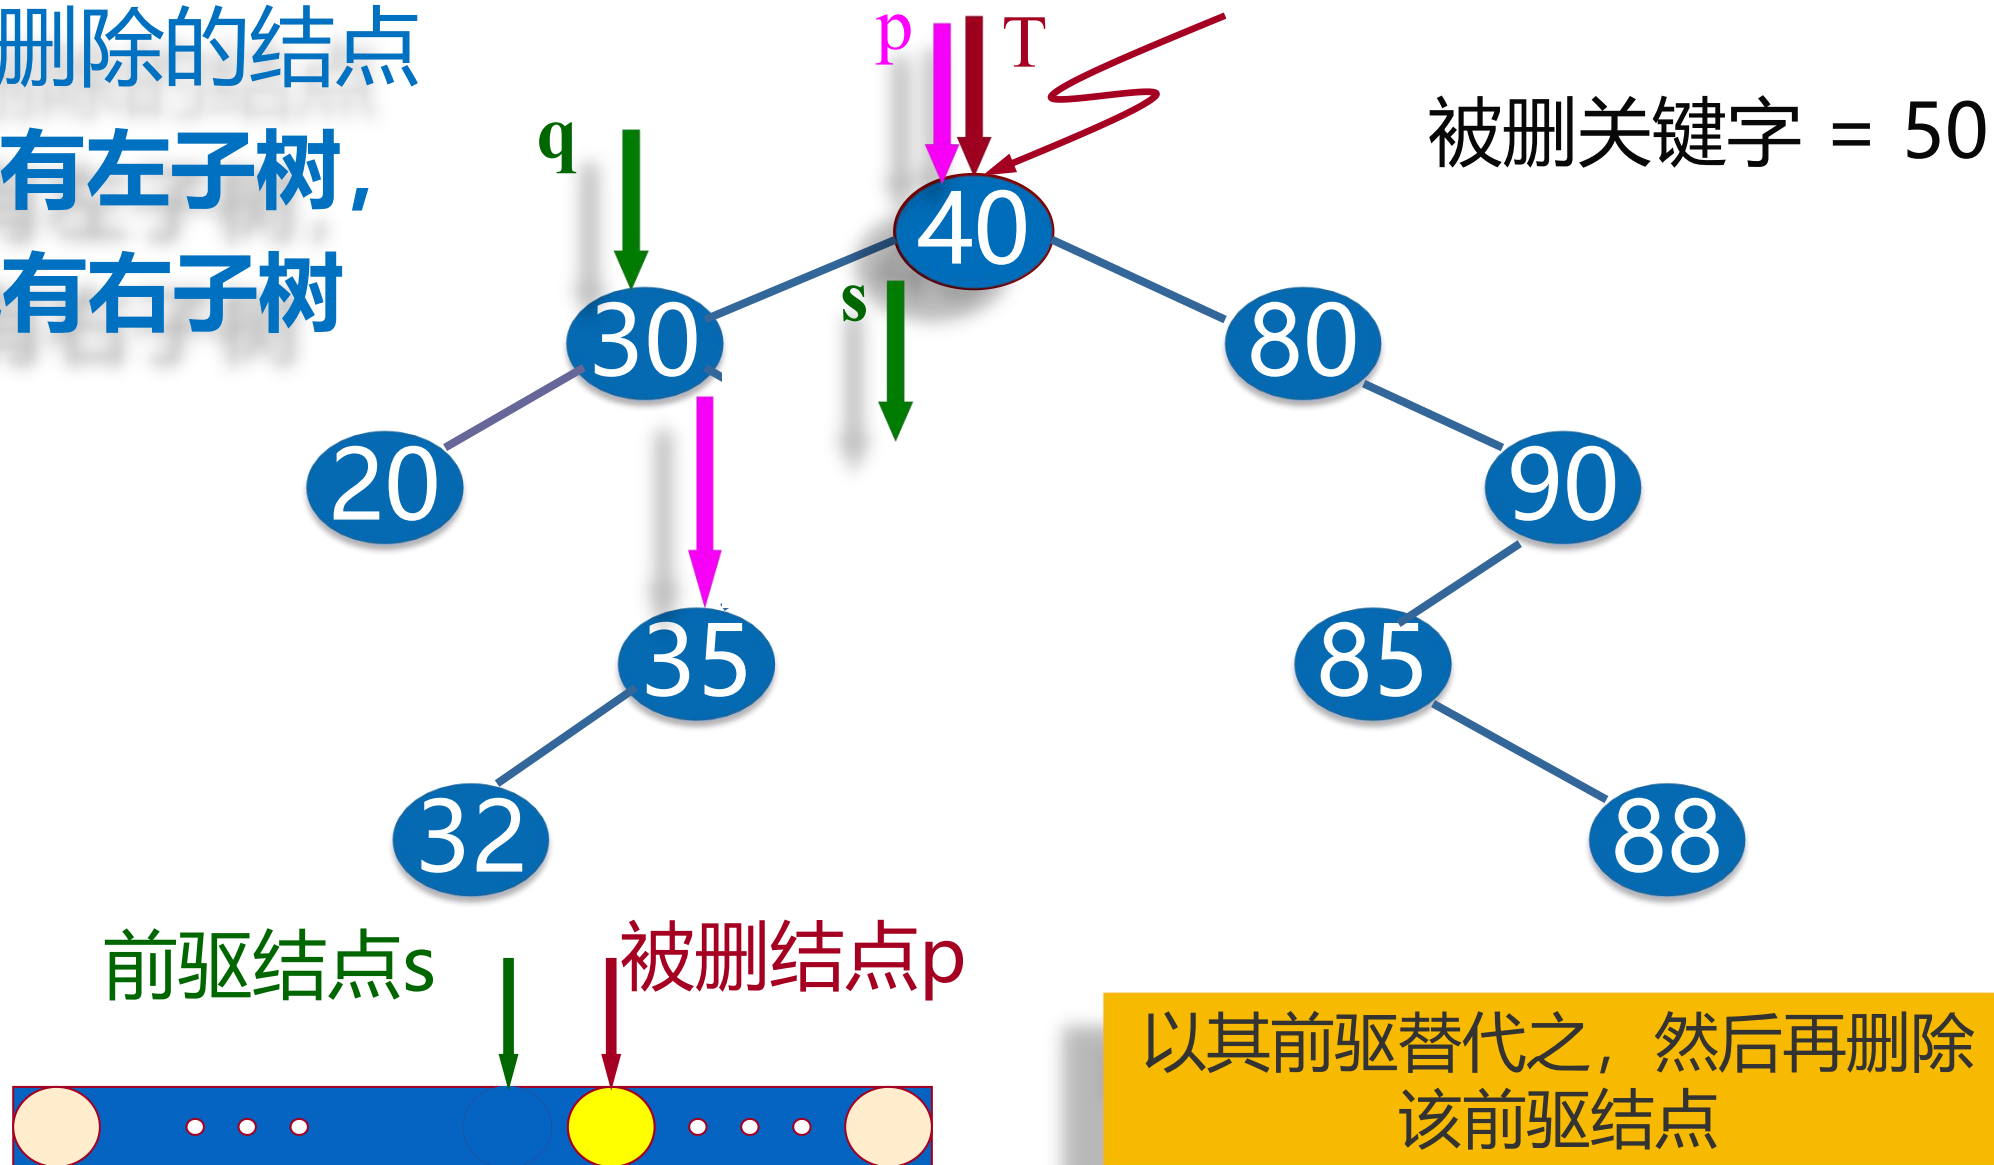 删除的结点
有左子树，
有右子树
p
T
被删关键字 = 50
q
40
s
30
80
20
90
35
85
32
88
前驱结点s
被删结点p
以其前驱替代之，然后再删除
该前驱结点